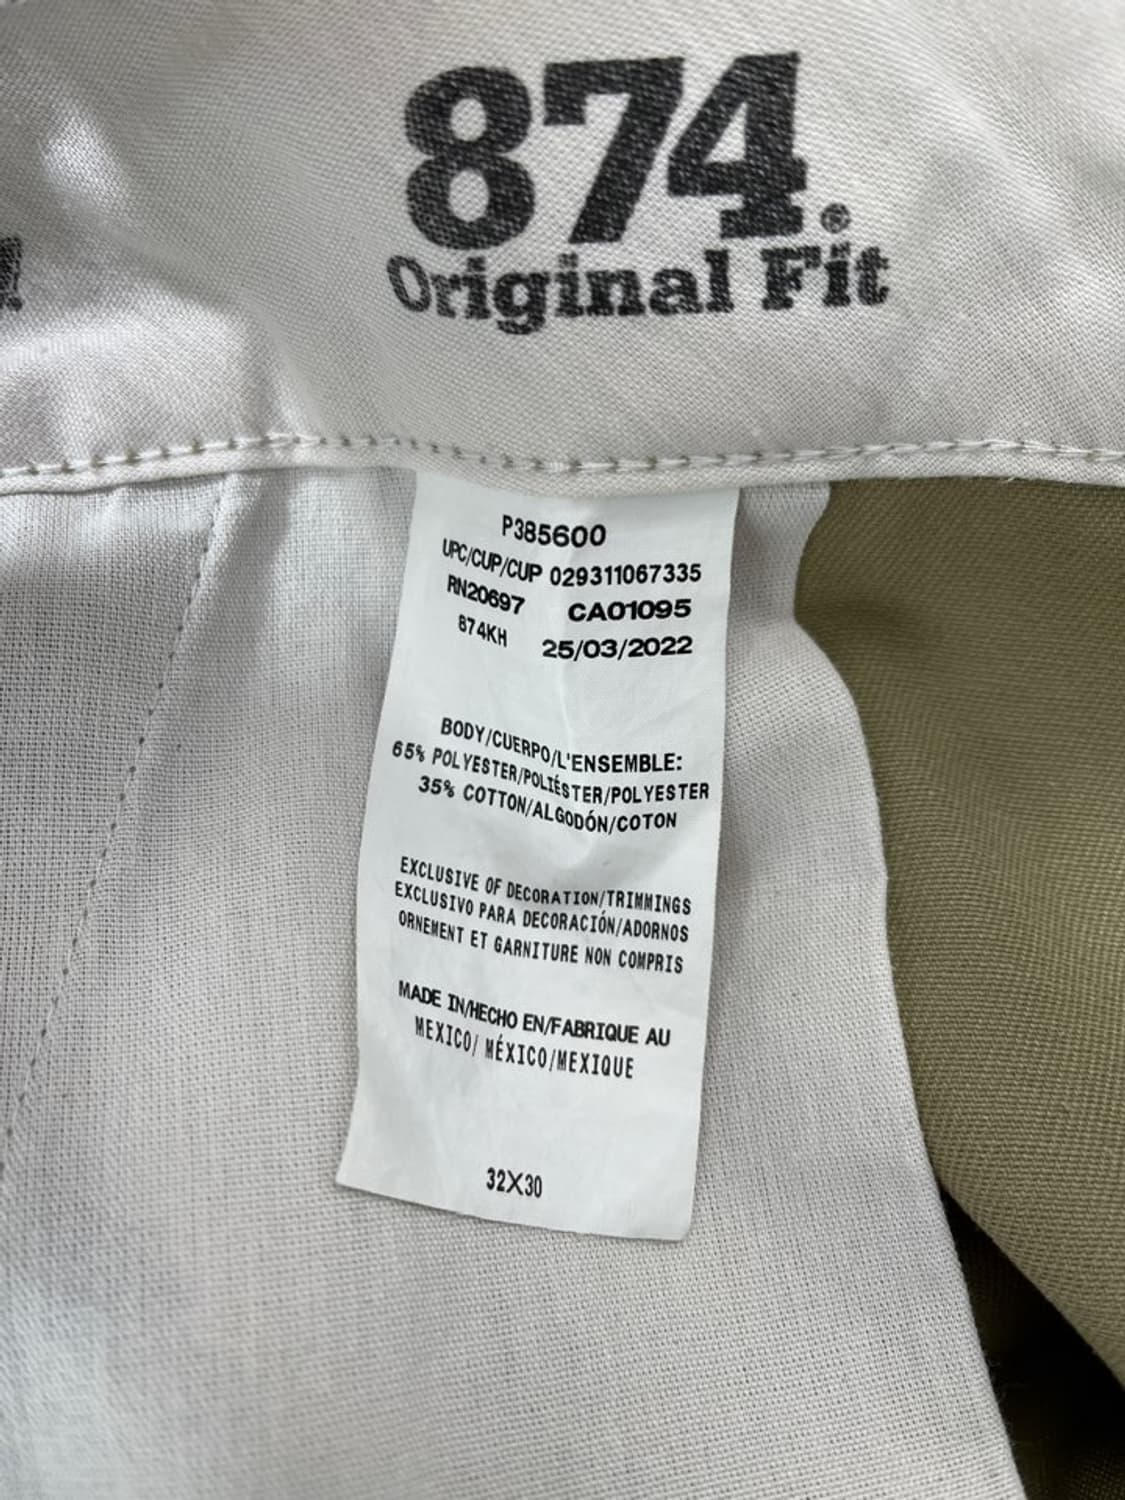 874®
Original Fit
P385600
UPC/CUP/CUP 029311067335
RN20697 CA01095
874KH 25/03/2022
BODY/CUERPO/L'ENSEMBLE:
65% POLYESTER/POLIÉSTER/POLYESTER
35% COTTON/ALGODÓN/COTON
EXCLUSIVE OF DECORATION/TRIMMINGS
EXCLUSIVO PARA DECORACIÓN/ADORNOS
ORNEMENT ET GARNITURE NON COMPRIS
MADE IN/HECHO EN/FABRIQUE AU
MEXICO/ MÉXICO/MEXIQUE
32X30